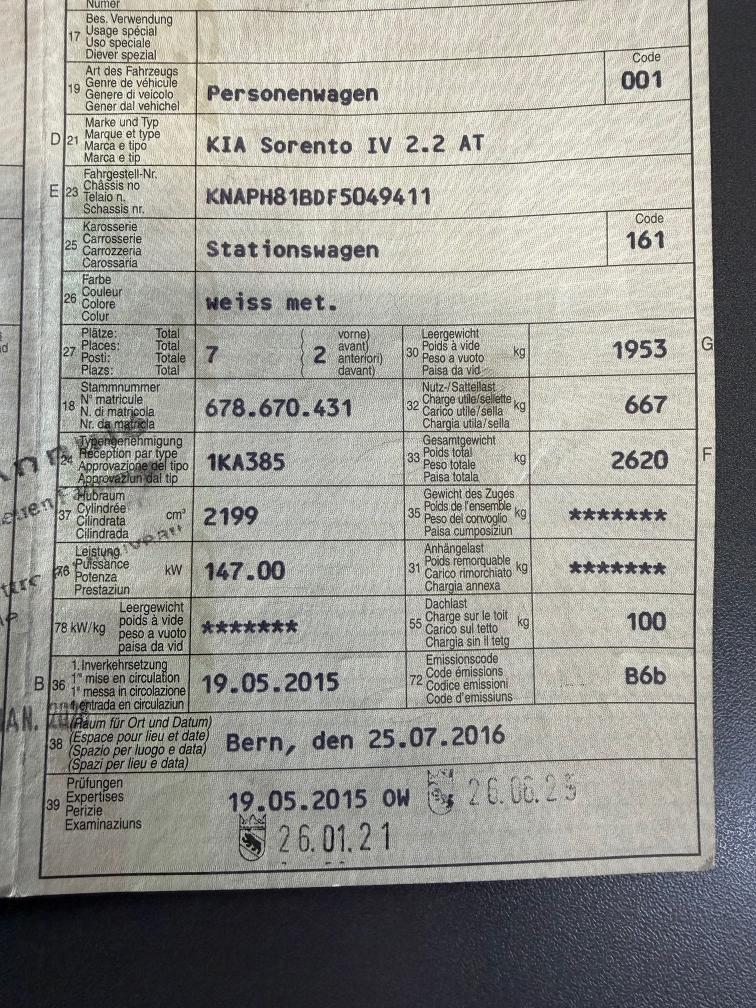 Numer
17 Bes. Verwendung
Usage spécial
Uso speciale
Diever spezial
19 Art des Fahrzeugs
Genre de véhicule
Genere di veicolo
Gener dal vehichel
Personenwagen
Code
001
D 21 Marke und Typ
Marque et type
Marca e tipo
Marca e tip
KIA Sorento IV 2.2 AT
E 23 Fahrgestell-Nr.
Châssis no
Telaio n.
Schassis nr.
KNAPH81BDF5049411
25 Karosserie
Carrosserie
Carrozzeria
Carossaria
Stationswagen
Code
161
26 Farbe
Couleur
Colore
Colur
weiss met.
27 Plätze: Total
Places: Total
Posti: Totale
Plazs: Total
7
2
vorne)
avant)
anteriori)
davant)
30 Leergewicht
Poids à vide
Peso a vuoto
Paisa da vid
kg
1953
G
18 Stammnummer
N° matricule
N. di matricola
Nr. da matricla
678.670.431
32 Nutz-/Sattellast
Charge utile/sellette
Carico utile/sella
Chargia utila/sella
kg
667
24 Typengenehmigung
Réception par type
Approvazione del tipo
Approvaziun dal tip
1KA385
33 Gesamtgewicht
Poids total
Peso totale
Paisa totala
kg
2620
F
37 Hubraum
Cylindrée
Cilindrata
Cilindrada
cm³
2199
35 Gewicht des Zuges
Poids de l'ensemble
Peso del convoglio
Paisa cumposiziun
kg
*******
76 Leistung
Puissance
Potenza
Prestaziun
kW
147.00
31 Anhängelast
Poids remorquable
Carico rimorchiato
Chargia annexa
kg
*******
78 kW/kg
Leergewicht
poids à vide
peso a vuoto
paisa da vid
*******
55 Dachlast
Charge sur le toit
Carico sul tetto
Chargia sin il tetg
kg
100
B 36 1. Inverkehrsetzung
1re mise en circulation
1a messa in circolazione
entrada en circulaziun
19.05.2015
72 Emissionscode
Code émissions
Codice emissioni
Code d'emissiuns
B6b
38 (Raum für Ort und Datum)
(Espace pour lieu et date)
(Spazio per luogo e data)
(Spazi per lieu e data)
Bern, den 25.07.2016
39 Prüfungen
Expertises
Perizie
Examinaziuns
19.05.2015 OW
26.01.21